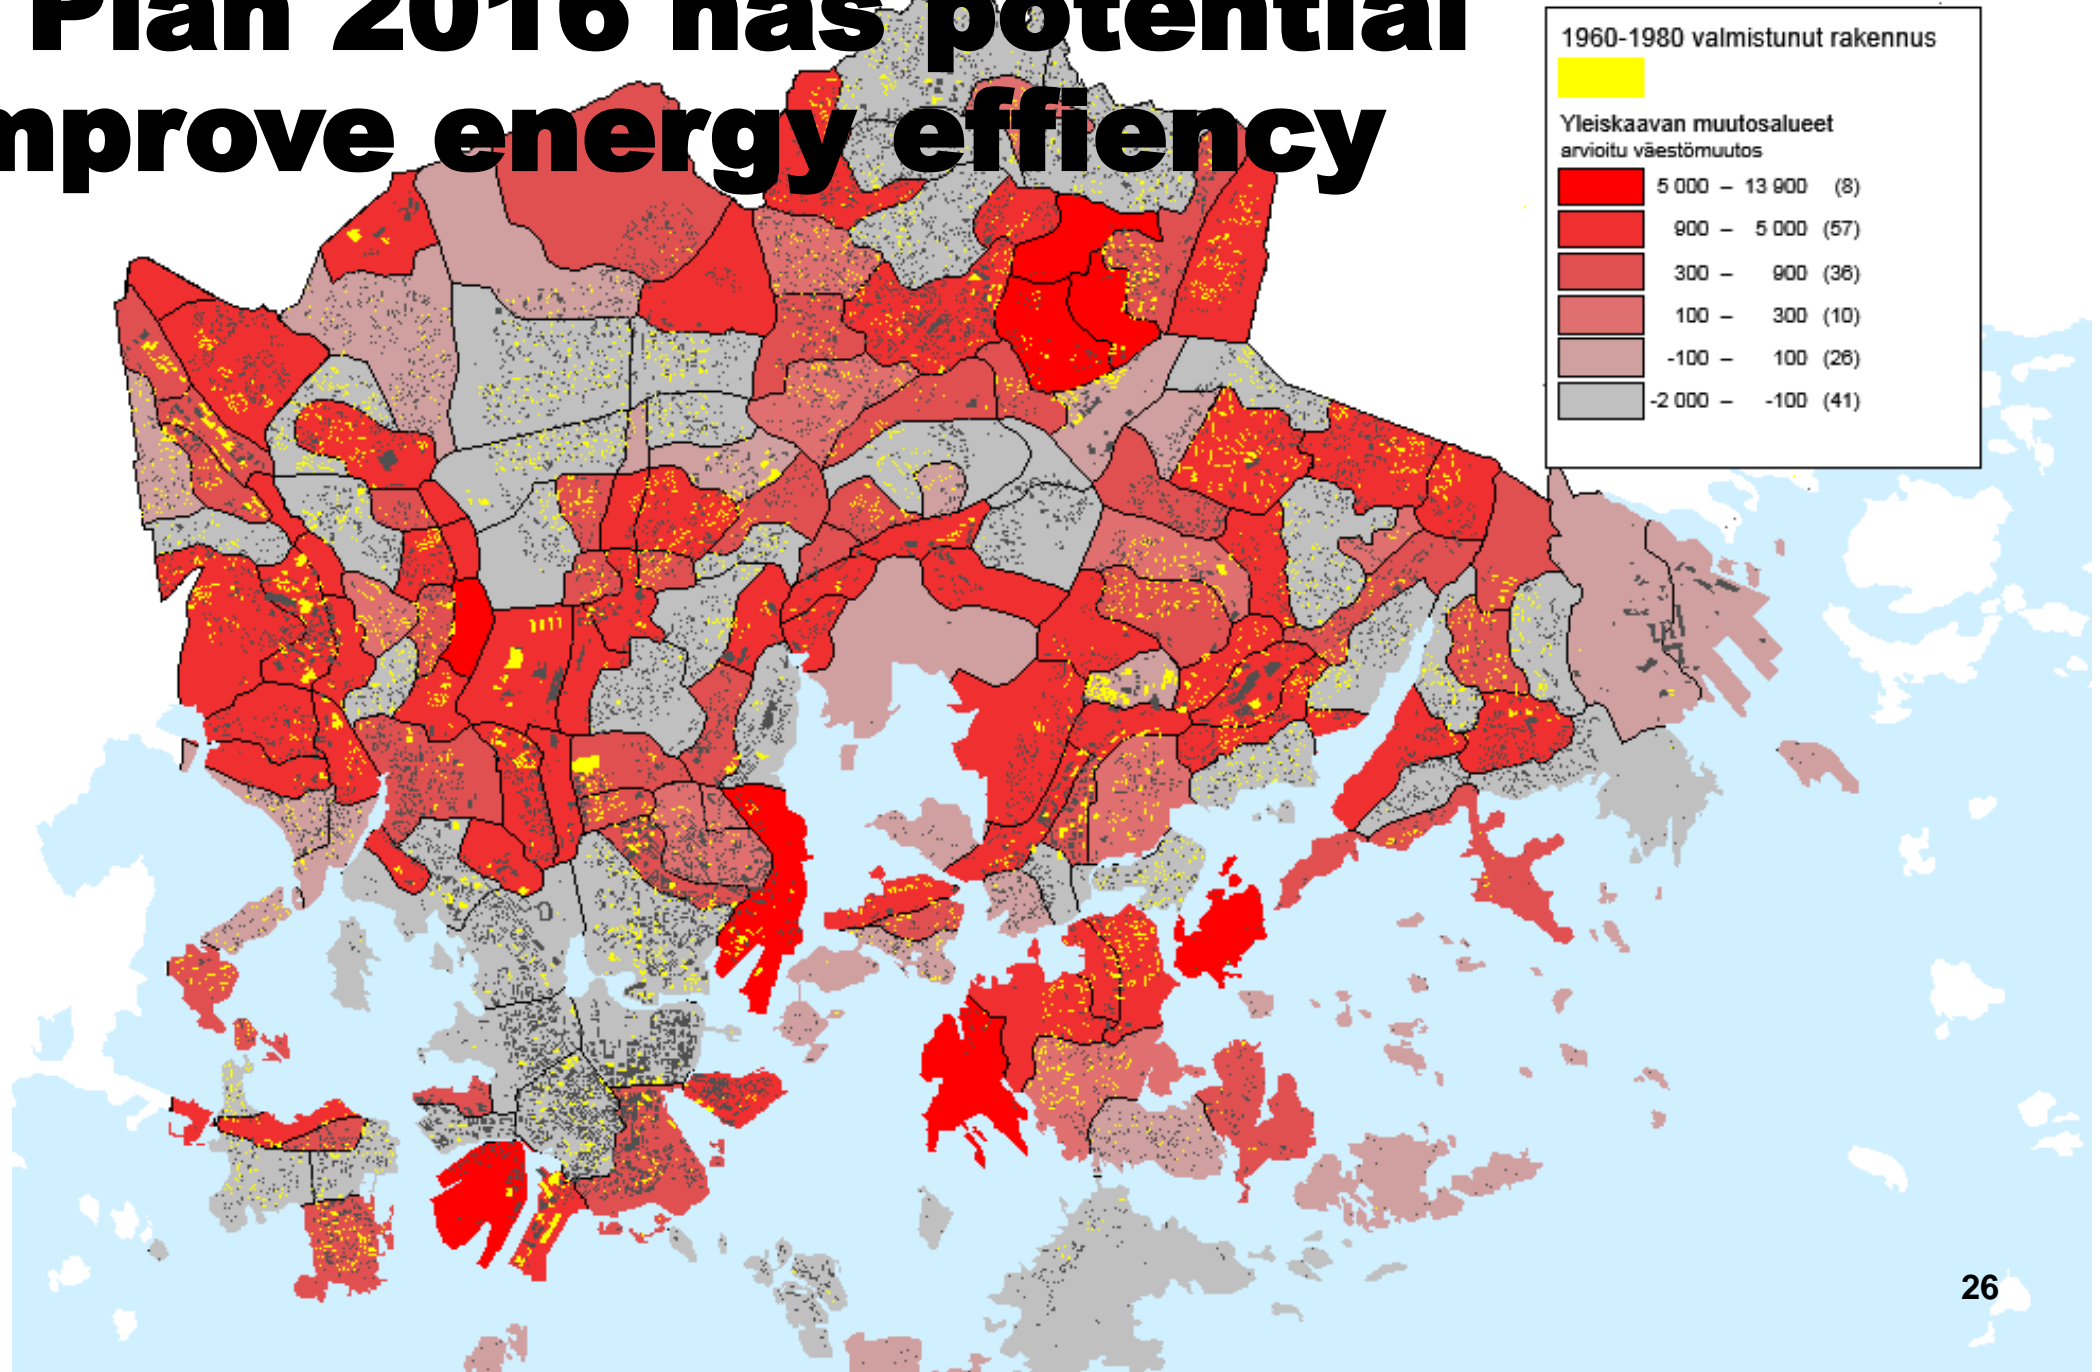 Plan 2016 has potential
mprove energy effiency
1960-1980 valmistunut rakennus
Yleiskaavan muutosalueet
arvioitu väestömuutos
5 000 – 13 900 (8)
900 – 5 000 (57)
300 – 900 (36)
100 – 300 (10)
-100 – 100 (26)
-2 000 – -100 (41)
26